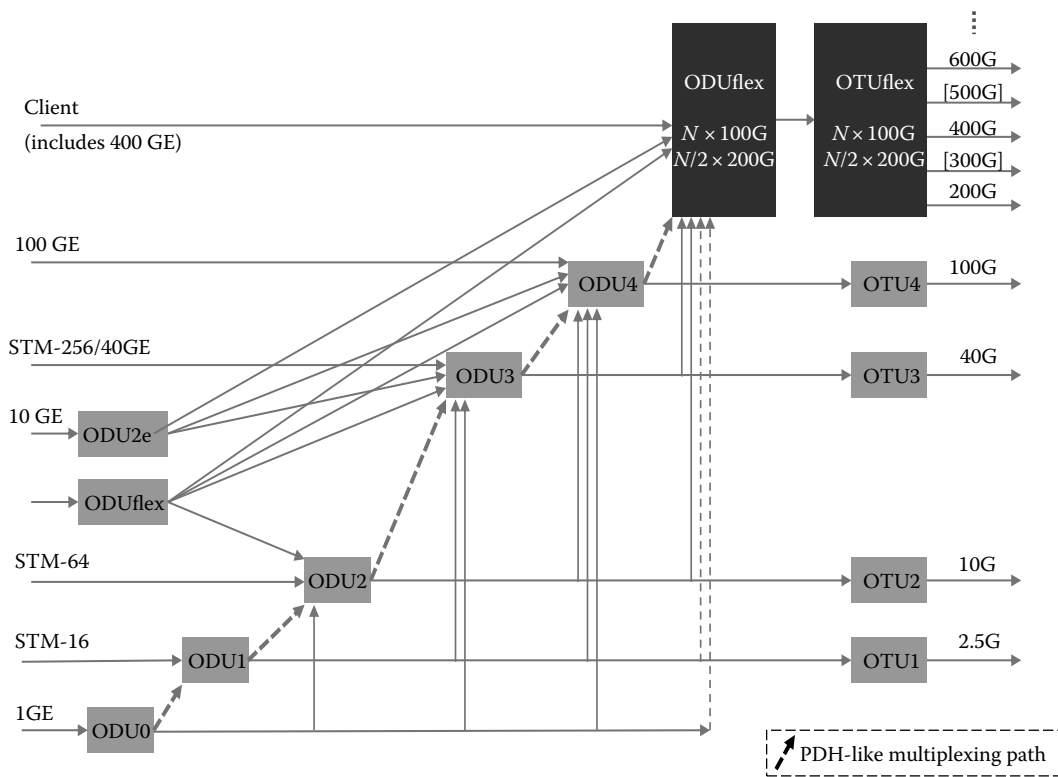 600G
ODUflex
OTUflex
[500G]
Client
(includes 400 GE)
N × 100G
N/2 × 200G
N × 100G
N/2 × 200G
400G
[300G]
200G
100 GE
ODU4
OTU4
100G
STM-256/40GE
ODU3
OTU3
40G
10 GE
ODU2e
ODUflex
STM-64
ODU2
OTU2
10G
STM-16
ODU1
OTU1
2.5G
1GE
ODU0
PDH-like multiplexing path